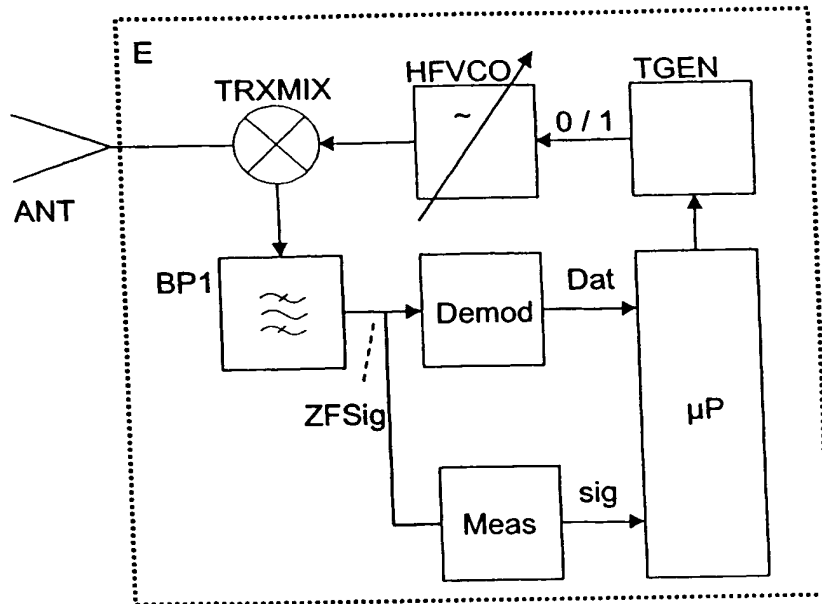 E
TRXMIX
HFVCO
TGEN
~
0 / 1
ANT
BP1
Demod
Dat
ZFSig
µP
Meas
sig